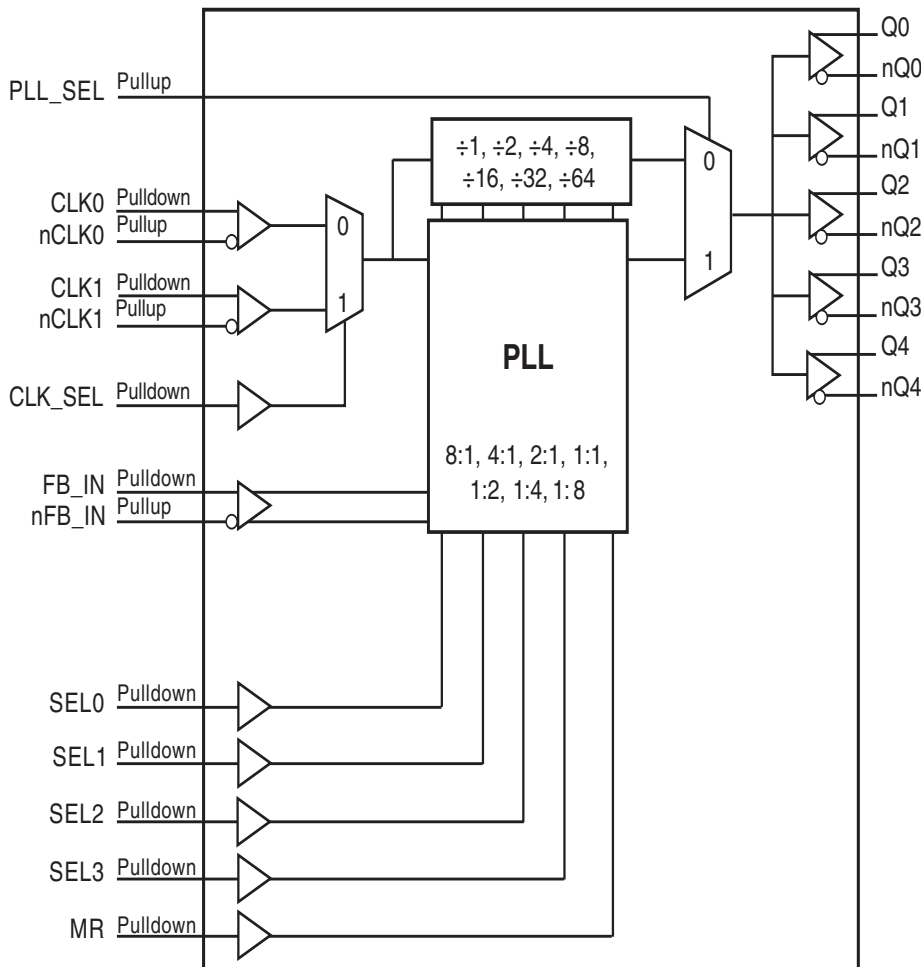 Q0
nQ0
PLL_SEL Pullup
Q1
nQ1
÷1, ÷2, ÷4, ÷8,
÷16, ÷32, ÷64
0
CLK0 Pulldown
nCLK0 Pullup
0
Q2
nQ2
CLK1 Pulldown
nCLK1 Pullup
1
1
Q3
nQ3
PLL
Q4
nQ4
CLK_SEL Pulldown
8:1, 4:1, 2:1, 1:1,
1:2, 1:4, 1:8
FB_IN Pulldown
nFB_IN Pullup
SEL0 Pulldown
SEL1 Pulldown
SEL2 Pulldown
SEL3 Pulldown
MR Pulldown